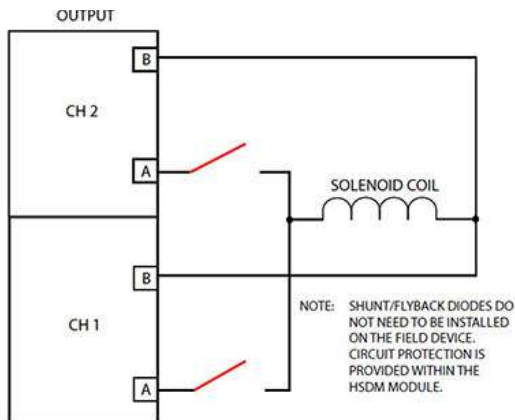 OUTPUT
B
CH 2
A
SOLENOID COIL
B
NOTE: SHUNT/FLYBACK DIODES DO
NOT NEED TO BE INSTALLED
ON THE FIELD DEVICE.
CIRCUIT PROTECTION IS
PROVIDED WITHIN THE
HSDM MODULE.
CH 1
A